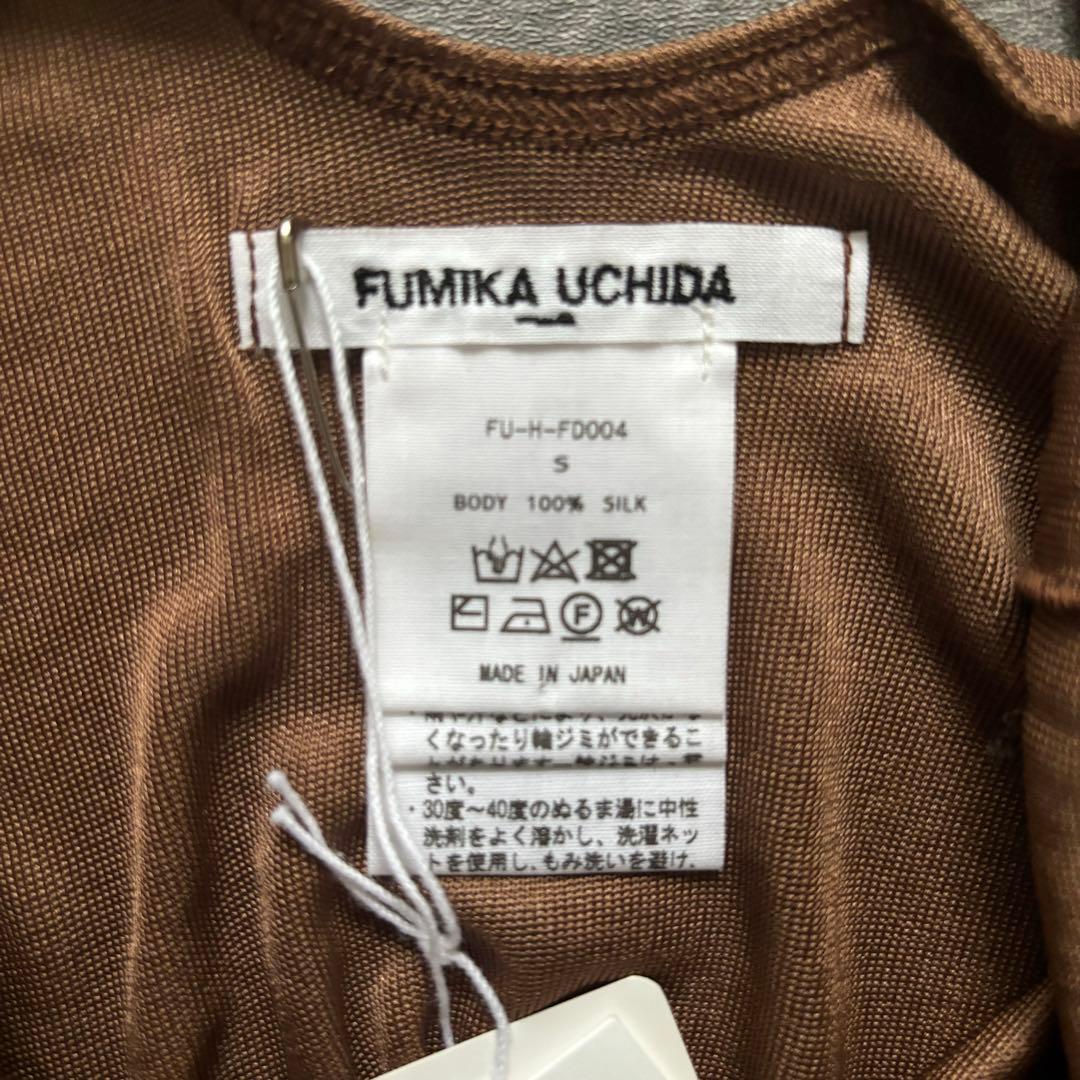 FUMIKA UCHIDA
FU-H-FD004
S
BODY 100% SILK
F W
MADE IN JAPAN
くなったり輪ジミができるこ
さい。
・30度～40度のぬるま湯に中性
洗剤をよく溶かし、洗濯ネッ
トを使用し、もみ洗いを避け、